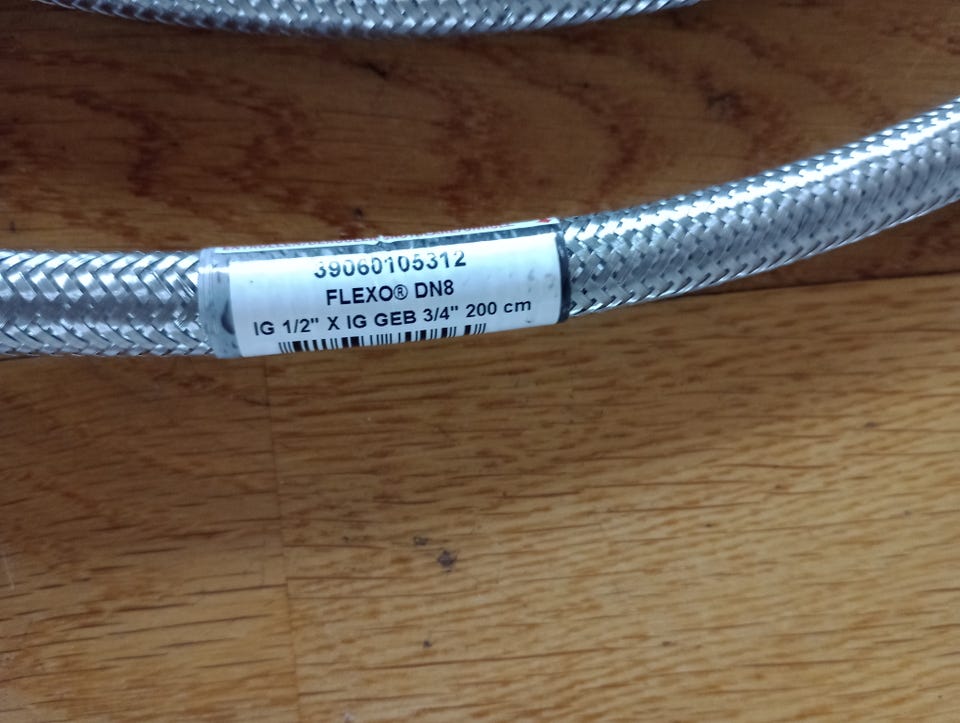 39060105312
FLEXO® DN8
IG 1/2" X IG GEB 3/4" 200 cm